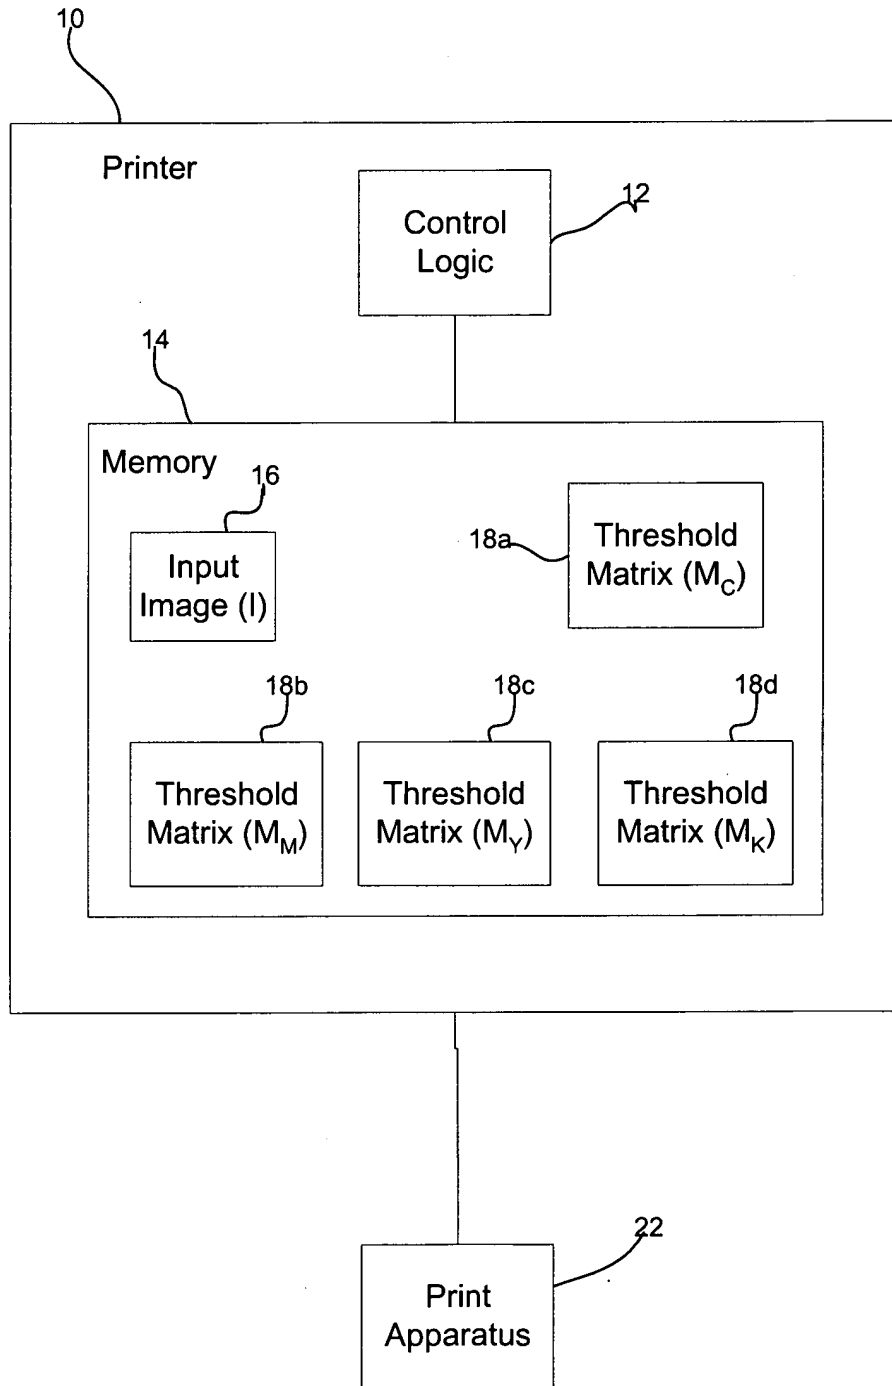 10
Printer
12
Control
Logic
14
Memory
16
Input
Image (I)
18a
Threshold
Matrix (M_C)
18b
18c
18d
Threshold
Matrix (M_M)
Threshold
Matrix (M_Y)
Threshold
Matrix (M_K)
22
Print
Apparatus